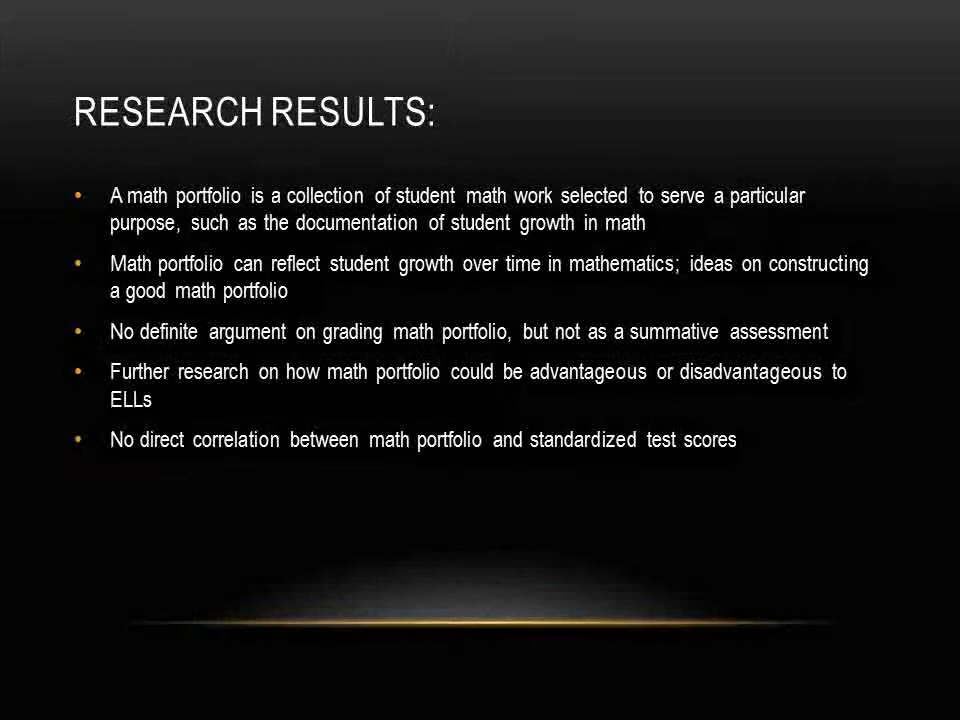 RESEARCH RESULTS:
• A math portfolio is a collection of student math work selected to serve a particular
purpose, such as the documentation of student growth in math
• Math portfolio can reflect student growth over time in mathematics; ideas on constructing
a good math portfolio
• No definite argument on grading math portfolio, but not as a summative assessment
• Further research on how math portfolio could be advantageous or disadvantageous to
ELLs
• No direct correlation between math portfolio and standardized test scores